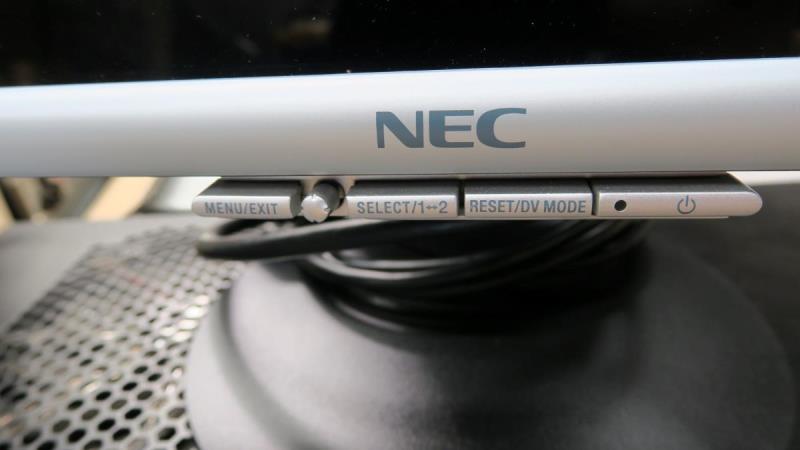 NEC
MENU/EXIT SELECT/1↔2 RESET/DV MODE